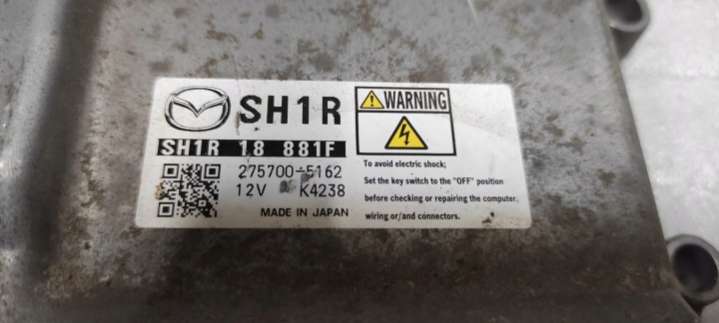 SH1R
SH1R 18 881F
275700-5162
12V K4238
MADE IN JAPAN
WARNING
To avoid electric shock;
Set the key switch to the "OFF" position
before checking or repairing the computer,
wiring or/and connectors.